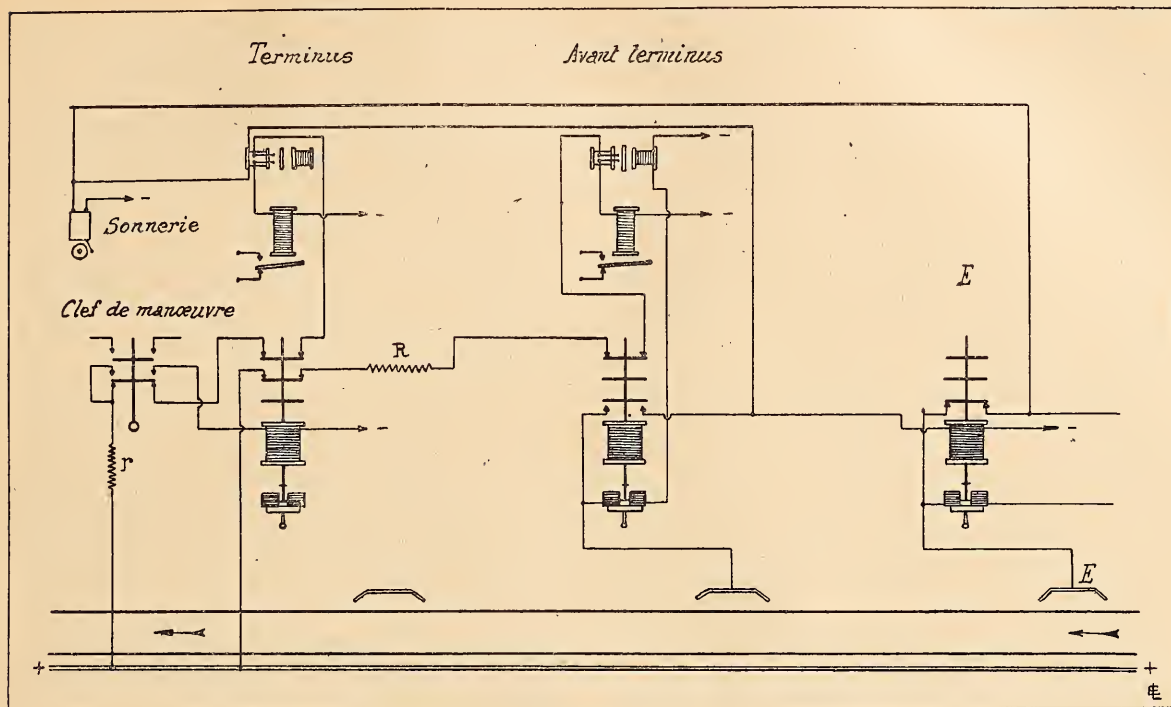 Terminus
Avant terminus
-
-
Sonnerie
-
-
E
Clef de manœuvre
R
-
-
r
E
+
+